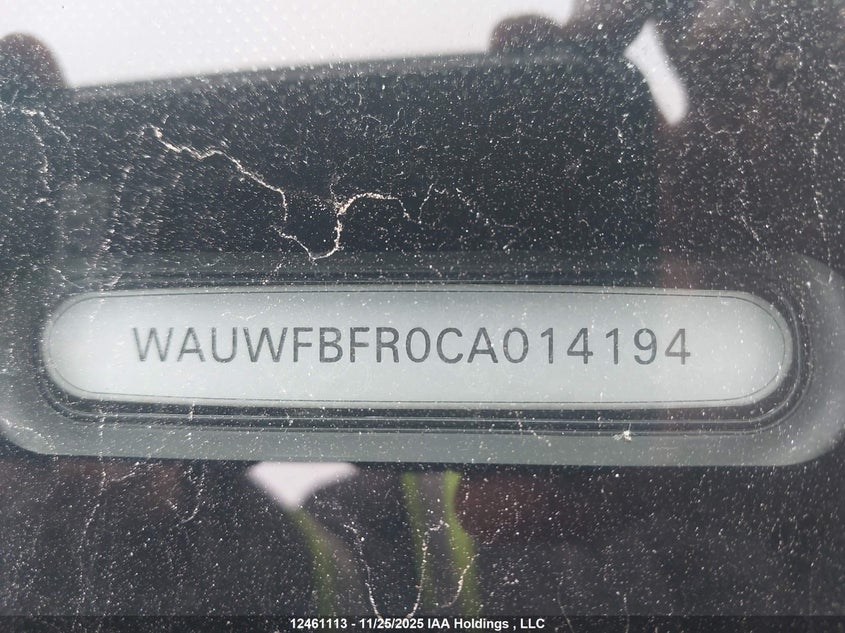 WAUWFBFR0CA014194
12461113 - 11/25/2025 IAA Holdings , LLC